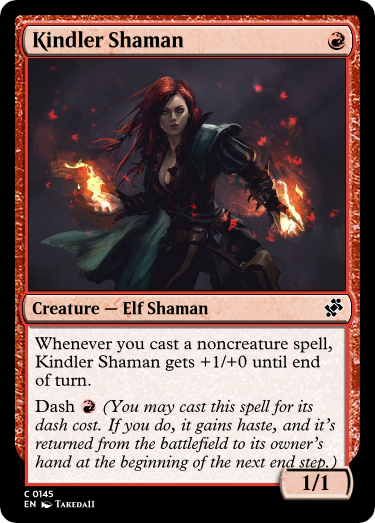 Kindler Shaman
Creature — Elf Shaman
Whenever you cast a noncreature spell,
Kindler Shaman gets +1/+0 until end
of turn.
Dash (You may cast this spell for its
dash cost. If you do, it gains haste, and it's
returned from the battlefield to its owner's
hand at the beginning of the next end step.)
1/1
C 0145
EN Takeda11